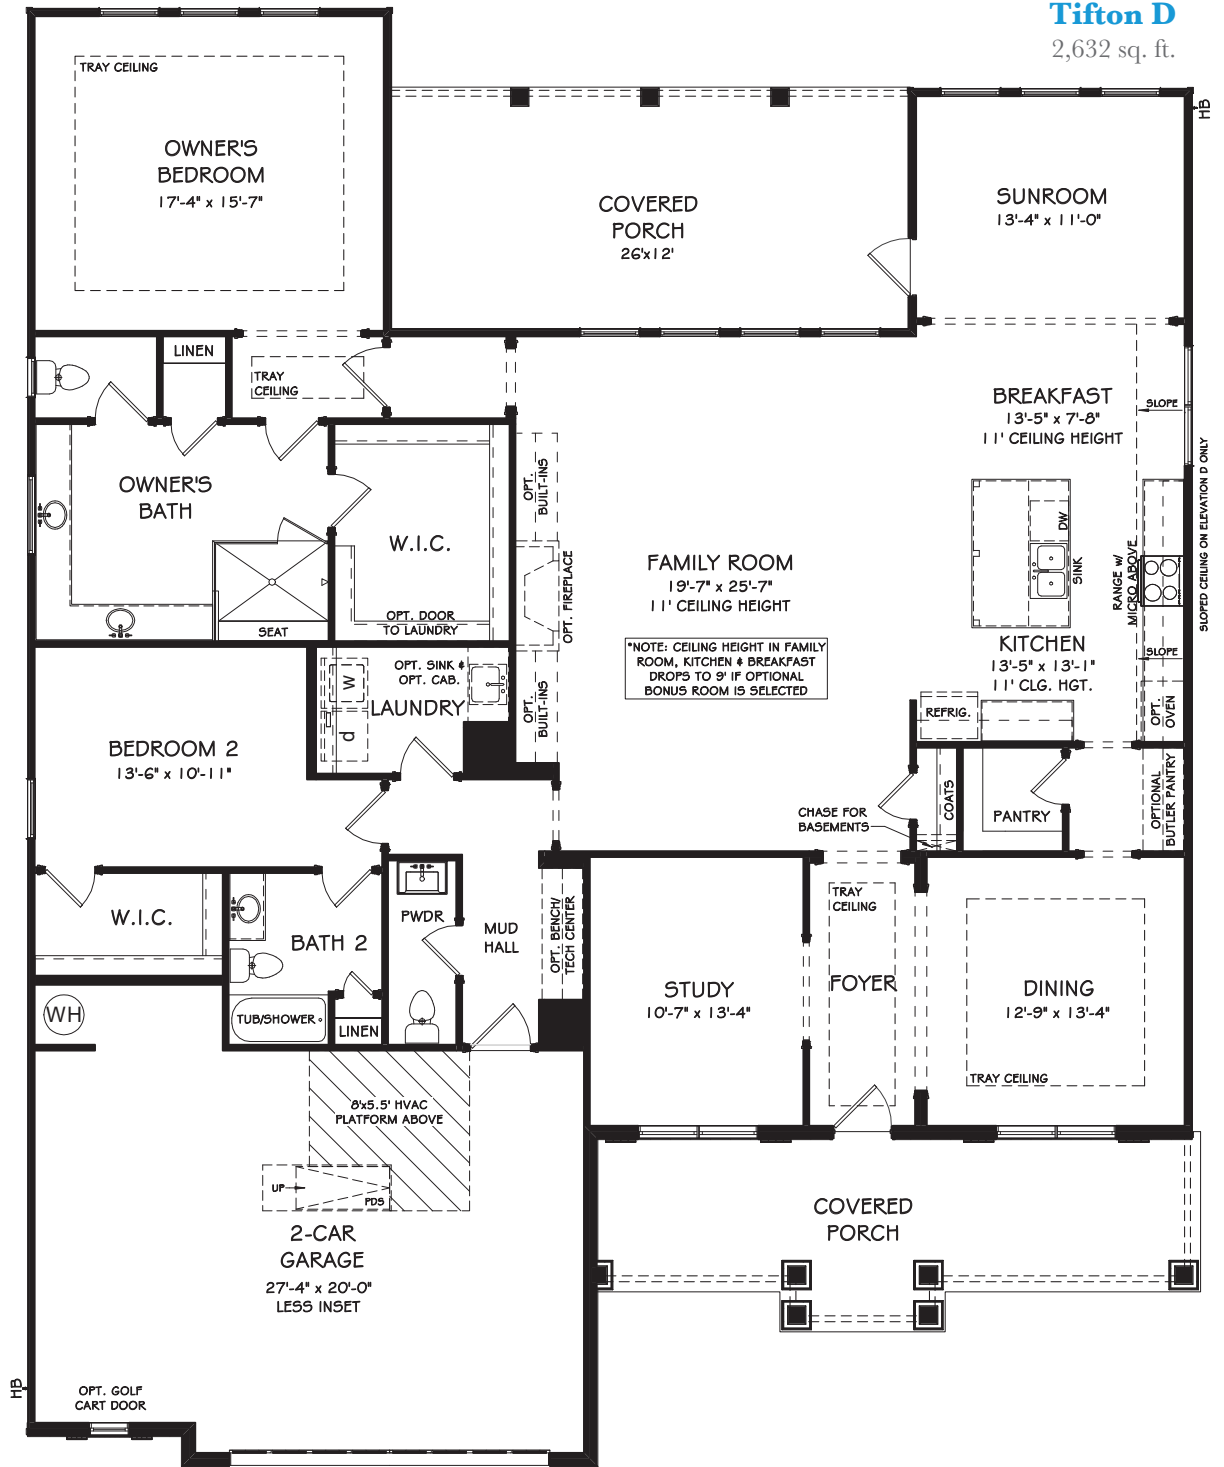 Tifton D
2,632 sq. ft.
TRAY CEILING
OWNER'S
BEDROOM
17'-4" x 15'-7"
COVERED
PORCH
26'x12'
SUNROOM
13'-4" x 11'-0"
HB
LINEN
TRAY
CEILING
BREAKFAST
13'-5" x 7'-8"
11' CEILING HEIGHT
SLOPE
SLOPED CEILING ON ELEVATION D ONLY
OWNER'S
BATH
W.I.C.
OPT. DOOR
TO LAUNDRY
SEAT
OPT.
BUILT-INS
OPT. FIREPLACE
FAMILY ROOM
19'-7" x 25'-7"
11' CEILING HEIGHT
DW
SINK
RANGE w/
MICRO ABOVE
*NOTE: CEILING HEIGHT IN FAMILY
ROOM, KITCHEN & BREAKFAST
DROPS TO 9' IF OPTIONAL
BONUS ROOM IS SELECTED
KITCHEN
13'-5" x 13'-1"
11' CLG. HGT.
SLOPE
OPT.
OVEN
REFRIG.
W
d
OPT. SINK &
OPT. CAB.
LAUNDRY
OPT.
BUILT-INS
BEDROOM 2
13'-6" x 10'-11"
CHASE FOR
BASEMENTS
COATS
PANTRY
OPTIONAL
BUTLER PANTRY
W.I.C.
BATH 2
PWDR
MUD
HALL
OPT. BENCH/
TECH CENTER
TRAY
CEILING
FOYER
STUDY
10'-7" x 13'-4"
DINING
12'-9" x 13'-4"
TRAY CEILING
WH
TUB/SHOWER
LINEN
8'x5.5' HVAC
PLATFORM ABOVE
UP
PDS
2-CAR
GARAGE
27'-4" x 20'-0"
LESS INSET
COVERED
PORCH
HB
OPT. GOLF
CART DOOR